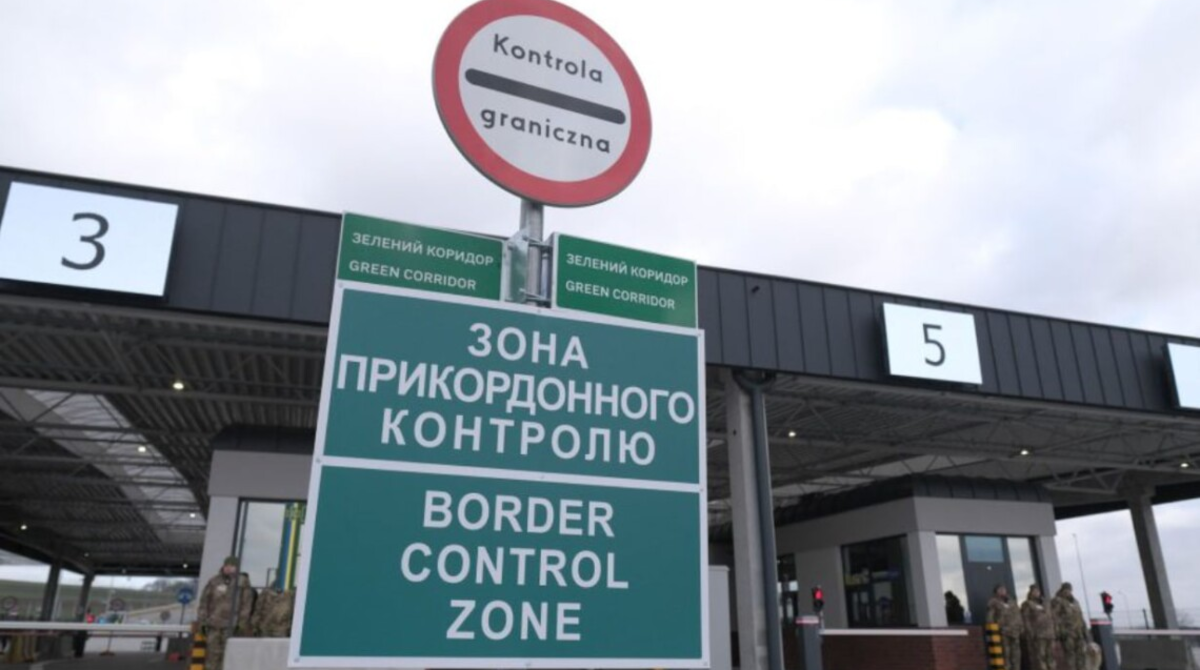 Kontrola
graniczna
3
ЗЕЛЕНИЙ КОРИДОР
GREEN CORRIDOR
ЗЕЛЕНИЙ КОРИДОР
GREEN CORRIDOR
5
ЗОНА
ПРИКОРДОННОГО
КОНТРОЛЮ
BORDER
CONTROL
ZONE